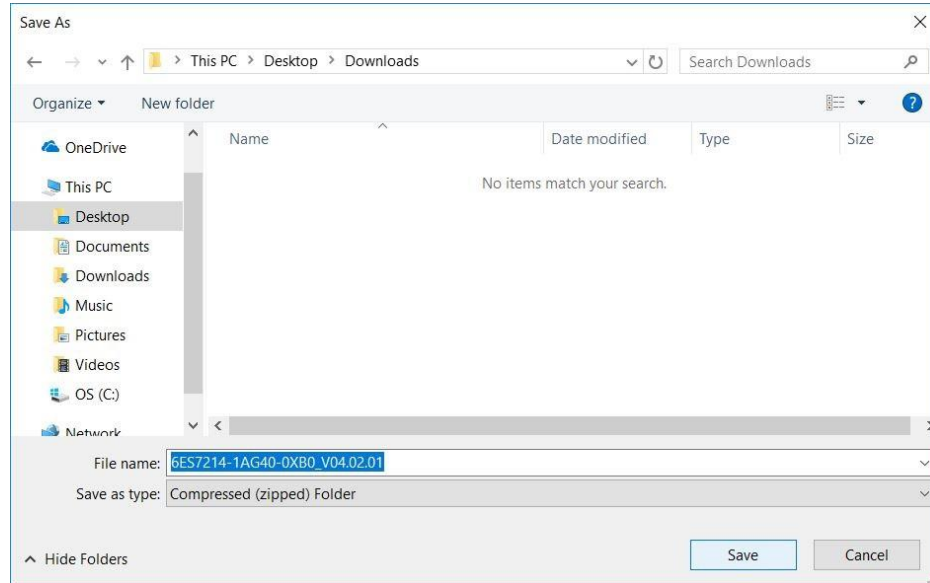 Save As
This PC > Desktop > Downloads
Search Downloads
Organize
New folder
?
Name
Date modified
Type
Size
No items match your search.
OneDrive
This PC
Desktop
Documents
Downloads
Music
Pictures
Videos
OS (C:)
Network
File name: 6ES7214-1AG40-0XB0_V04.02.01
Save as type: Compressed (zipped) Folder
Hide Folders
Save
Cancel